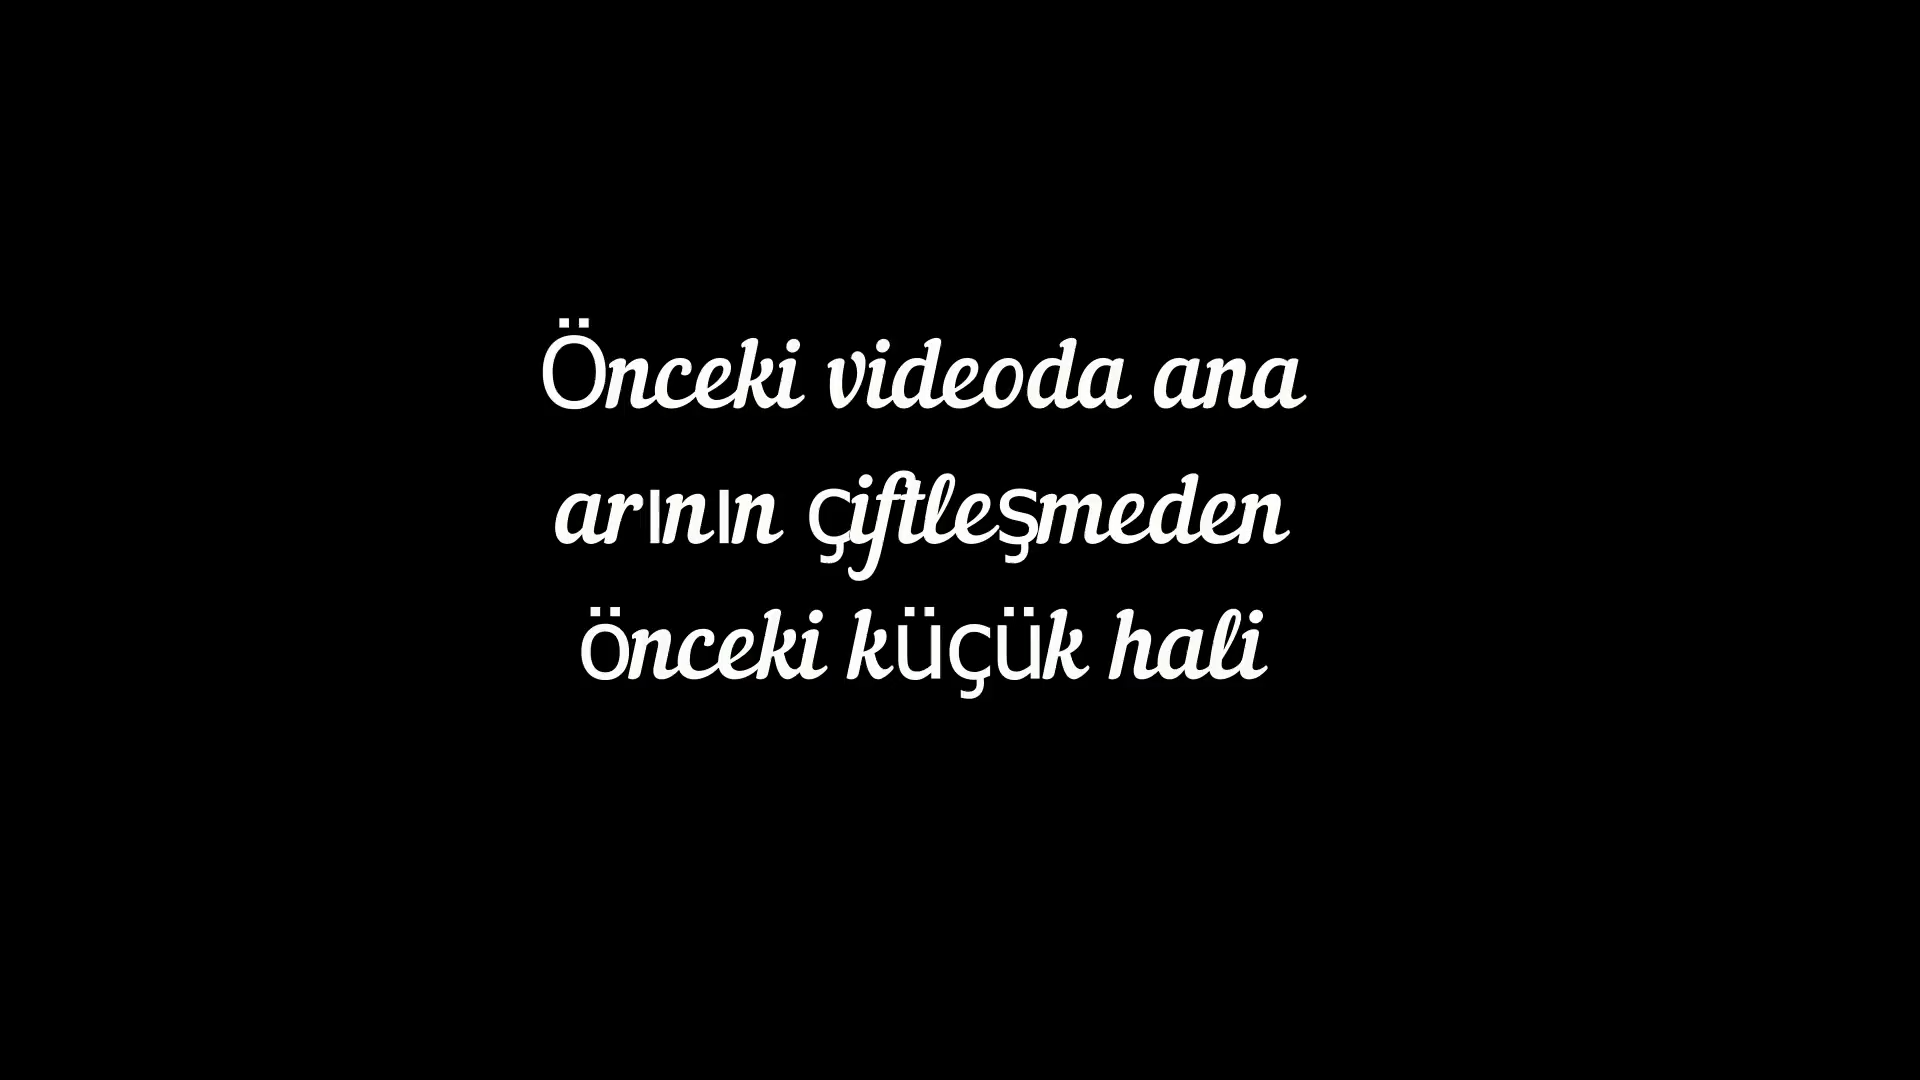 Önceki videoda ana
arının çiftleşmeden
önceki küçük hali